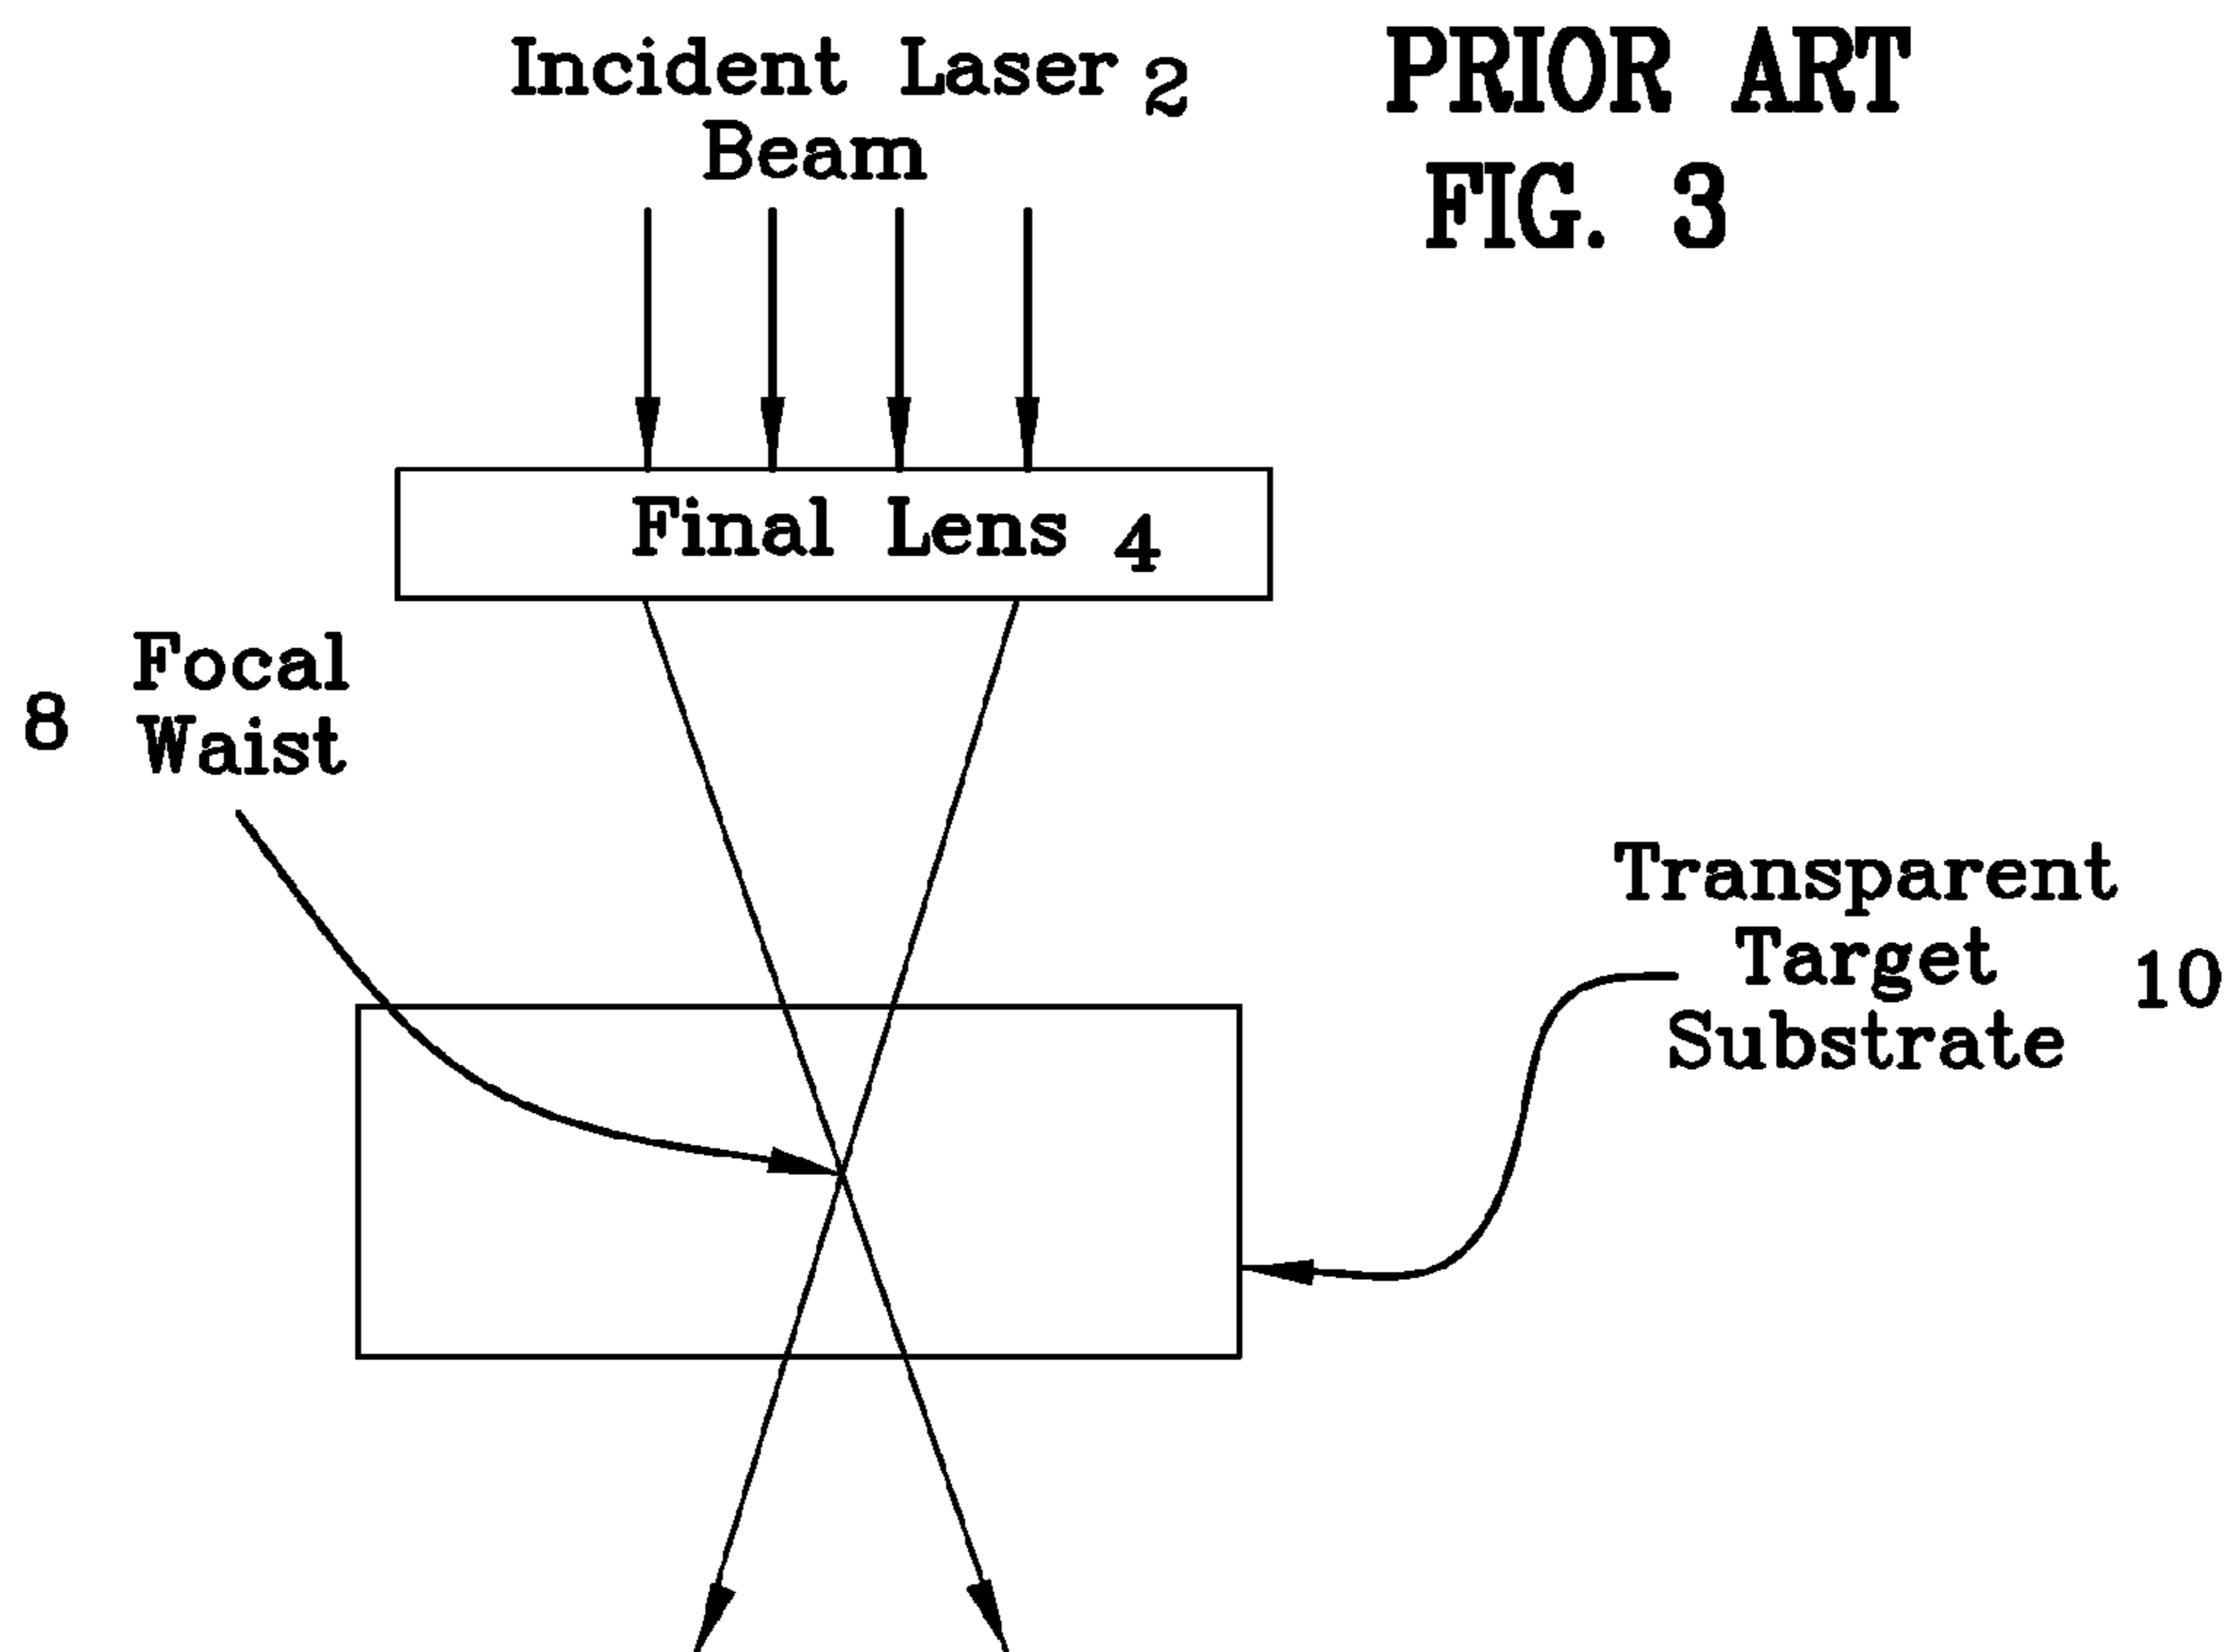 PRIOR ART
FIG. 3
Incident Laser 2
Beam
Final Lens 4
Focal
8
Waist
Transparent
Target
10
Substrate